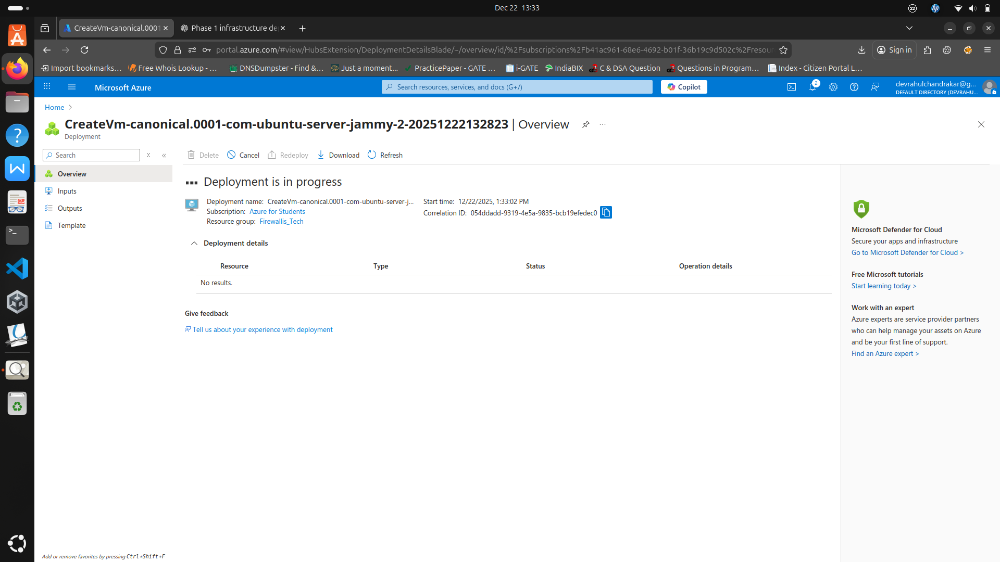 Dec 22 13:33
22
CreateVm-canonical.0001
Phase 1 infrastructure de
portal.azure.com/#view/HubsExtension/DeploymentDetailsBlade/~/overview/id/%2Fsubscriptions%2Fb41ac961-68e6-4692-b01f-36b19c9d502c%2Fresour
Sign in
Import bookmarks...
Free Whois Lookup - ...
DNSDumpster - Find &...
Just a moment...
PracticePaper - GATE ...
i-GATE
IndiaBIX
C & DSA Question
Questions in Program...
Index - Citizen Portal L...
Microsoft Azure
Search resources, services, and docs (G+/)
Copilot
2
devrahulchandrakar@g...
DEFAULT DIRECTORY (DEVRAHU...
Home
CreateVm-canonical.0001-com-ubuntu-server-jammy-2-20251222132823 | Overview
Deployment
Search
Delete
Cancel
Redeploy
Download
Refresh
Overview
Inputs
Outputs
Template
Deployment is in progress
Deployment name: CreateVm-canonical.0001-com-ubuntu-server-j...
Subscription: Azure for Students
Resource group: Firewallis_Tech
Start time: 12/22/2025, 1:33:02 PM
Correlation ID: 054ddadd-9319-4e5a-9835-bcb19efedec0
Deployment details
Resource Type Status Operation details
No results.
Give feedback
Tell us about your experience with deployment
Microsoft Defender for Cloud
Secure your apps and infrastructure
Go to Microsoft Defender for Cloud >
Free Microsoft tutorials
Start learning today >
Work with an expert
Azure experts are service provider partners
who can help manage your assets on Azure
and be your first line of support.
Find an Azure expert >
Add or remove favorites by pressing Ctrl+Shift+F